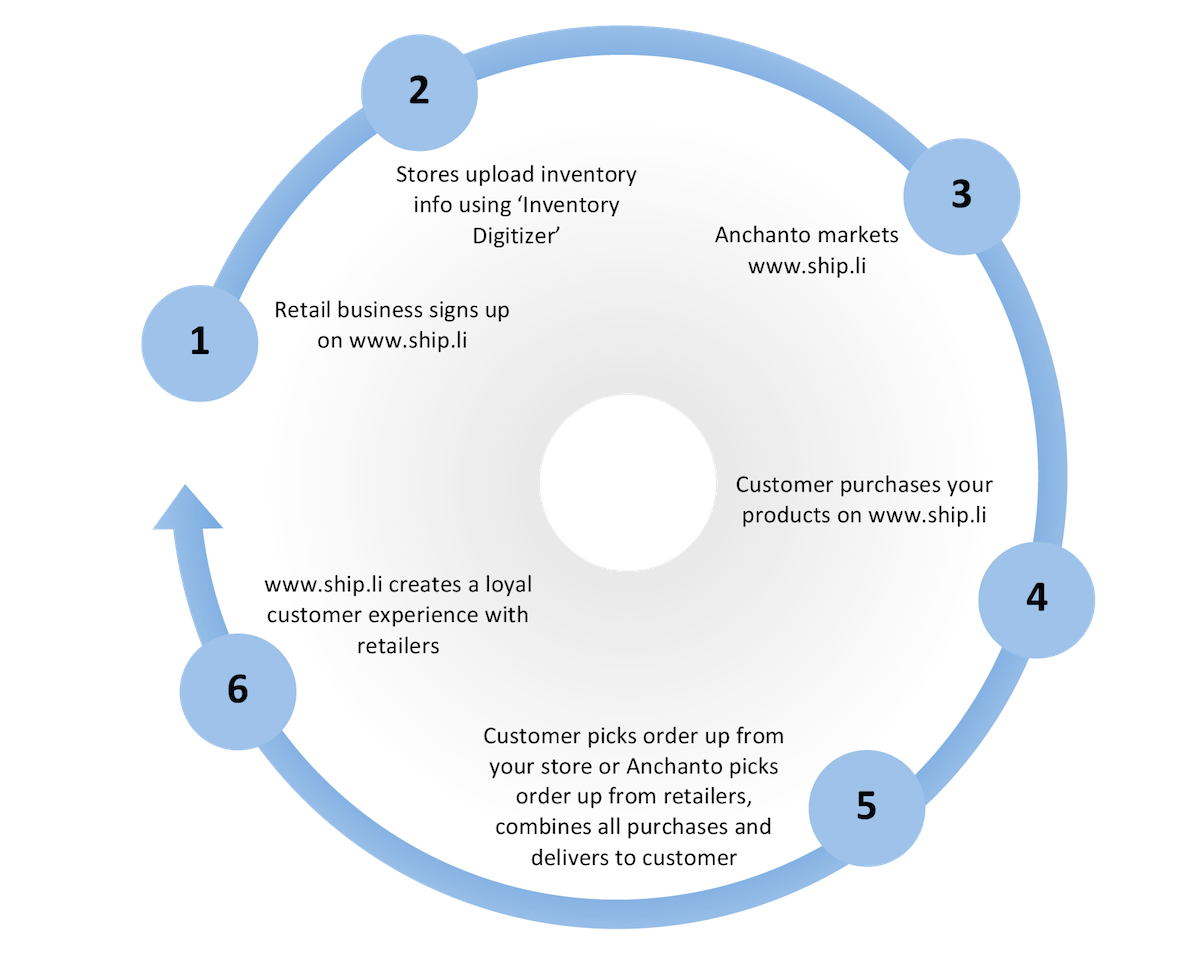 1
Retail business signs up
on www.ship.li
2
Stores upload inventory
info using ‘Inventory
Digitizer’
3
Anchanto markets
www.ship.li
4
Customer purchases your
products on www.ship.li
5
Customer picks order up from
your store or Anchanto picks
order up from retailers,
combines all purchases and
delivers to customer
6
www.ship.li creates a loyal
customer experience with
retailers